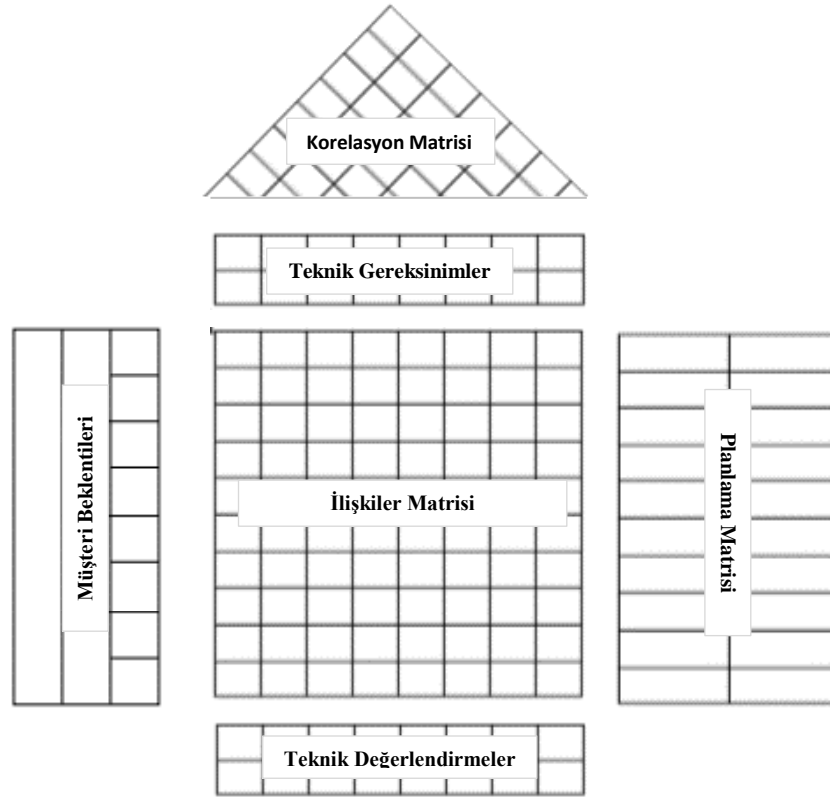 Korelasyon Matrisi
Teknik Gereksinimler
Müşteri Beklentileri
İlişkiler Matrisi
Planlama Matrisi
Teknik Değerlendirmeler